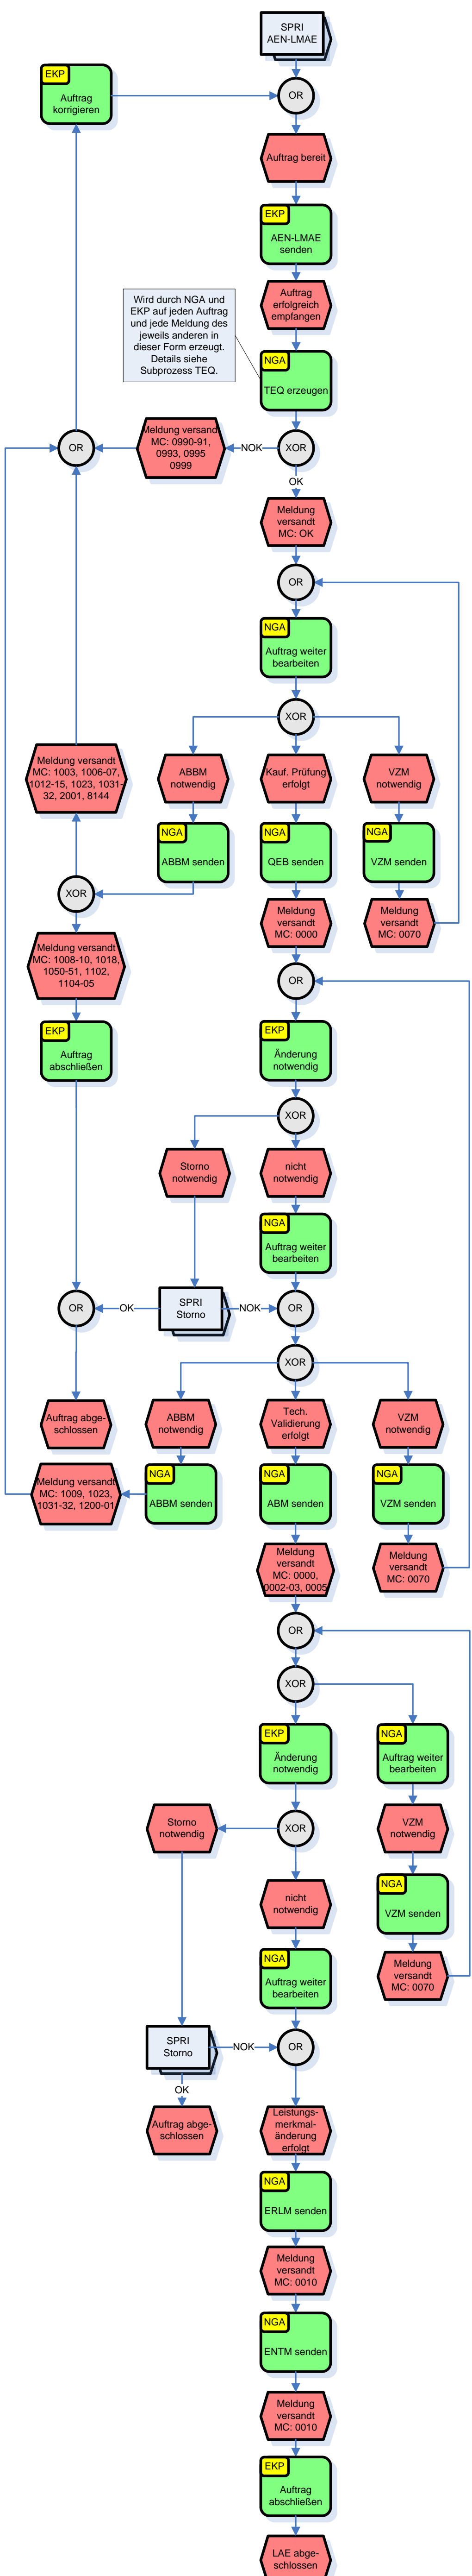 SPRI
AEN-LMAE
EKP
Auftrag
korrigieren
OR
Auftrag bereit
EKP
AEN-LMAE
senden
Auftrag
erfolgreich
empfangen
Wird durch NGA und
EKP auf jeden Auftrag
und jede Meldung des
jeweils anderen in
dieser Form erzeugt.
Details siehe
Subprozess TEQ.
NGA
TEQ erzeugen
OR
Meldung versandt
MC: 0990-91,
0993, 0995
0999
NOK
XOR
OK
Meldung
versandt
MC: OK
OR
NGA
Auftrag weiter
bearbeiten
XOR
Meldung versandt
MC: 1003, 1006-07,
1012-15, 1023, 1031-
32, 2001, 8144
ABBM
notwendig
Kauf. Prüfung
erfolgt
VZM
notwendig
NGA
ABBM senden
NGA
QEB senden
NGA
VZM senden
XOR
Meldung
versandt
MC: 0000
Meldung
versandt
MC: 0070
Meldung versandt
MC: 1008-10, 1018,
1050-51, 1102,
1104-05
OR
EKP
Auftrag
abschließen
EKP
Änderung
notwendig
XOR
Storno
notwendig
nicht
notwendig
NGA
Auftrag weiter
bearbeiten
OR
OK
SPRI
Storno
NOK
OR
XOR
Auftrag abge-
schlossen
ABBM
notwendig
Tech.
Validierung
erfolgt
VZM
notwendig
Meldung versandt
MC: 1009, 1023,
1031-32, 1200-01
NGA
ABBM senden
NGA
ABM senden
NGA
VZM senden
Meldung
versandt
MC: 0000,
0002-03, 0005
Meldung
versandt
MC: 0070
OR
XOR
EKP
Änderung
notwendig
NGA
Auftrag weiter
bearbeiten
Storno
notwendig
XOR
VZM
notwendig
nicht
notwendig
NGA
VZM senden
NGA
Auftrag weiter
bearbeiten
Meldung
versandt
MC: 0070
SPRI
Storno
NOK
OR
OK
Auftrag abge-
schlossen
Leistungs-
merkmal-
änderung
erfolgt
NGA
ERLM senden
Meldung
versandt
MC: 0010
NGA
ENTM senden
Meldung
versandt
MC: 0010
EKP
Auftrag
abschließen
LAE abge-
schlossen